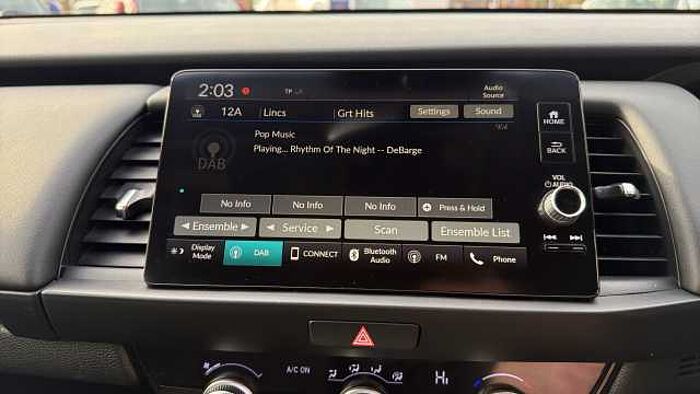 2:03 TP Audio Source
12A Lincs Grt Hits Settings Sound
Pop Music
DAB Playing... Rhythm Of The Night -- DeBarge
HOME
BACK
VOL
AUDIO
No Info No Info No Info Press & Hold
Ensemble Service Scan Ensemble List
Display Mode DAB CONNECT Bluetooth Audio FM Phone
A/C ON HI